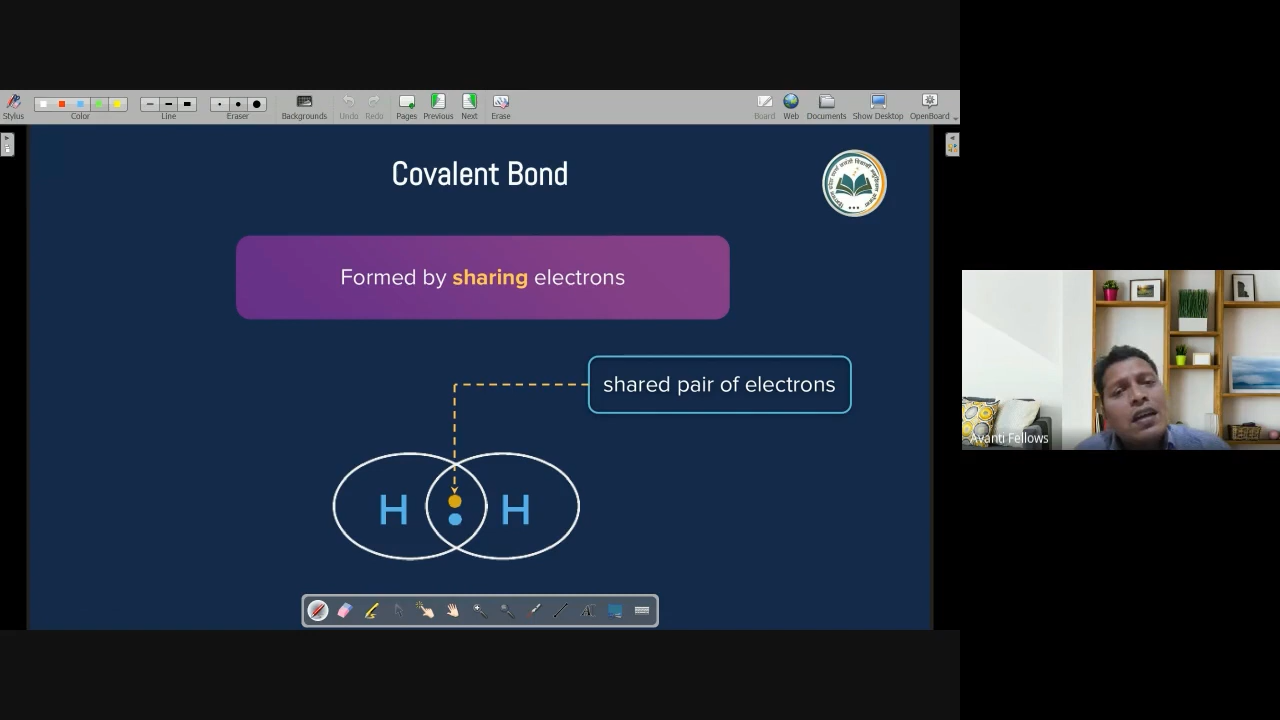 Stylus
Color
Line
Eraser
Backgrounds
Undo
Redo
Pages
Previous
Next
Erase
Board
Web
Documents
Show Desktop
OpenBoard
Covalent Bond
Formed by sharing electrons
shared pair of electrons
H H
Avanti Fellows